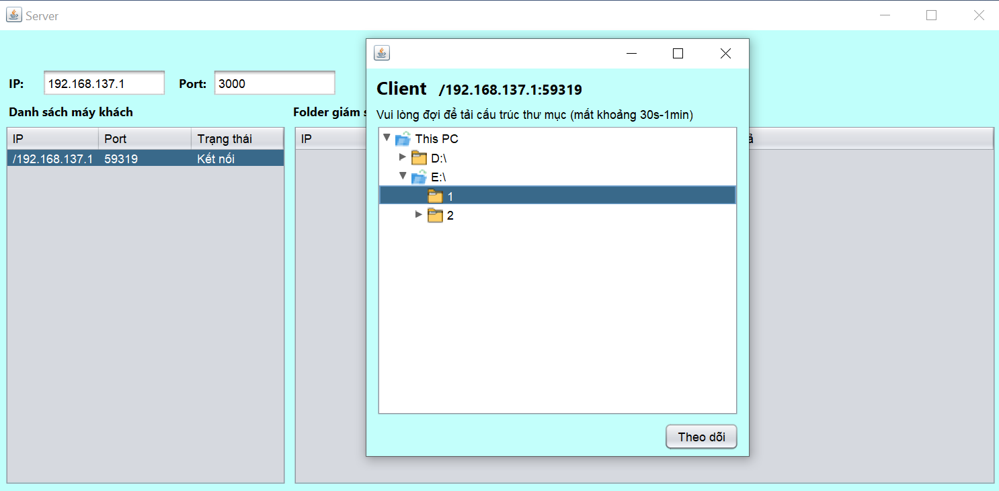 Server
IP: 192.168.137.1 Port: 3000
Danh sách máy khách
Folder giám
IP Port Trạng thái
/192.168.137.1 59319 Kết nối
IP
Client /192.168.137.1:59319
Vui lòng đợi để tải cấu trúc thư mục (mất khoảng 30s-1min)
This PC
D:\
E:\
1
2
Theo dõi